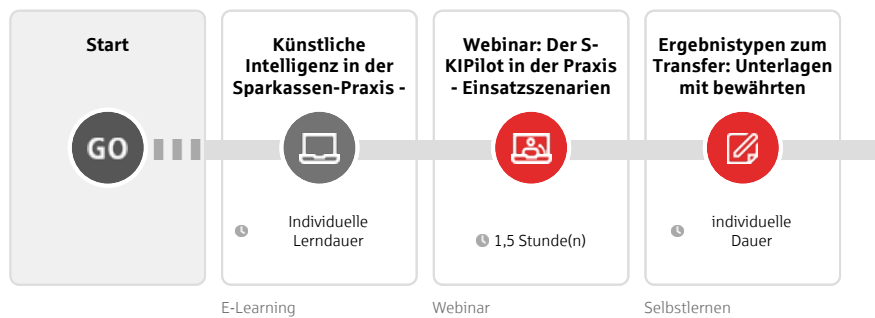 Start
GO
Künstliche
Intelligenz in der
Sparkassen-Praxis -
Individuelle
Lerndauer
E-Learning
Webinar: Der S-
KIPilot in der Praxis
- Einsatzszenarien
1,5 Stunde(n)
Webinar
Ergebnistypen zum
Transfer: Unterlagen
mit bewährten
individuelle
Dauer
Selbstlernen